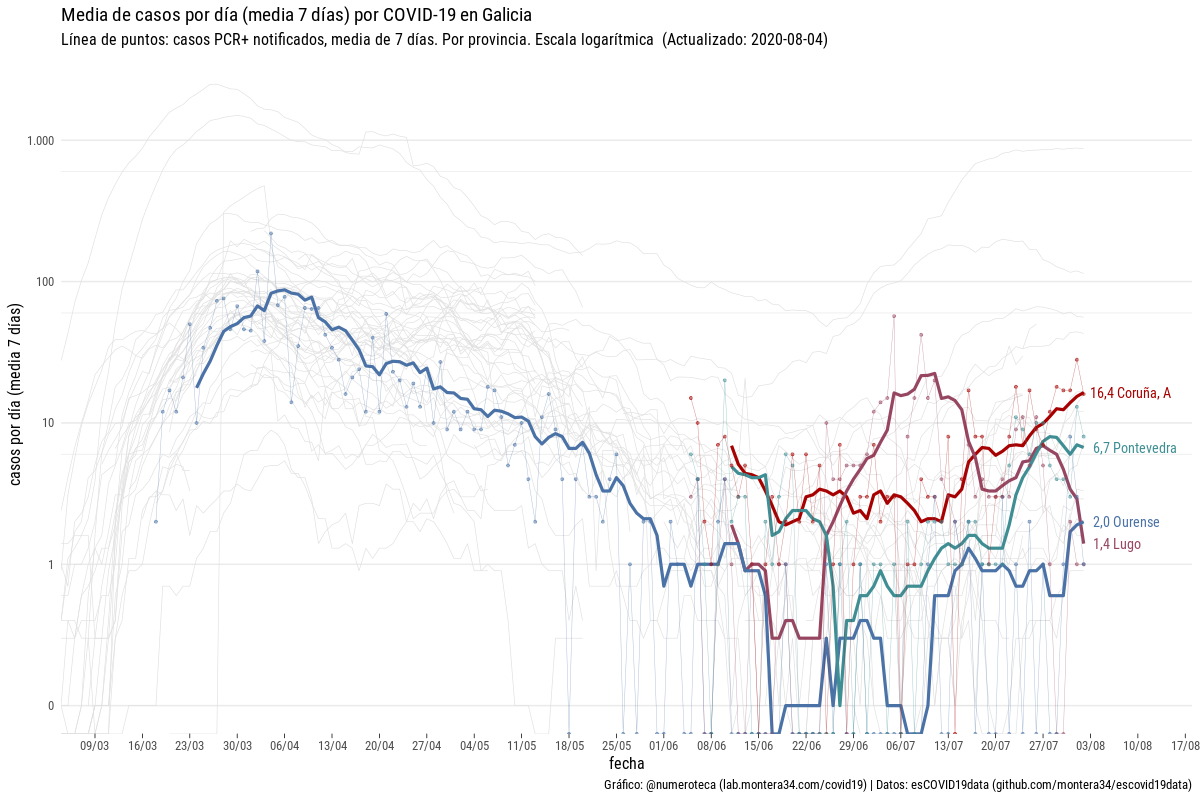 Media de casos por día (media 7 días) por COVID-19 en Galicia
Línea de puntos: casos PCR+ notificados, media de 7 días. Por provincia. Escala logarítmica (Actualizado: 2020-08-04)
casos por día (media 7 días)
1.000
100
10
1
0
16,4 Coruña, A
6,7 Pontevedra
2,0 Ourense
1,4 Lugo
09/03 16/03 23/03 30/03 06/04 13/04 20/04 27/04 04/05 11/05 18/05 25/05 01/06 08/06 15/06 22/06 29/06 06/07 13/07 20/07 27/07 03/08 10/08 17/08
fecha
Gráfico: @numeroteca (lab.montera34.com/covid19) | Datos: esCOVID19data (github.com/montera34/escovid19data)